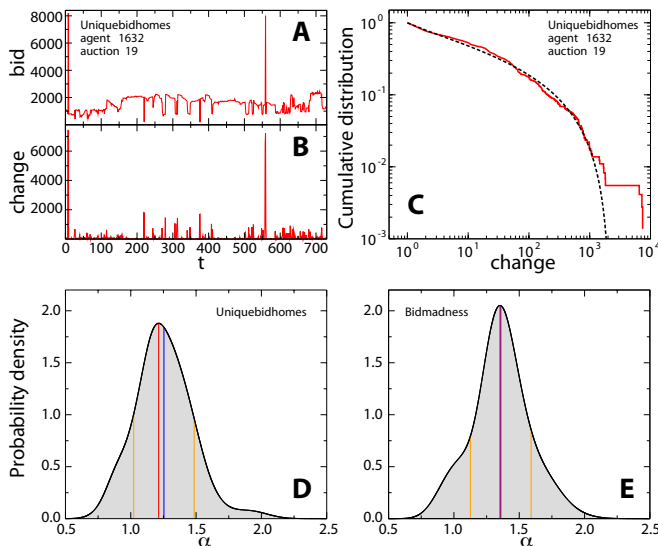 8000
6000
4000
2000
bid
Uniquebidhomes
agent 1632
auction 19
A
6000
4000
2000
change
B
0 100 200 300 400 500 600 700
t
10^0
10^-1
10^-2
10^-3
Cumulative distribution
Uniquebidhomes
agent 1632
auction 19
C
10^0 10^1 10^2 10^3 10^4
change
2.0
1.5
1.0
0.5
0.0
Probability density
Uniquebidhomes
D
0.5 1.0 1.5 2.0 2.5
α
2.0
1.5
1.0
0.5
0.0
Bidmadness
E
0.5 1.0 1.5 2.0 2.5
α